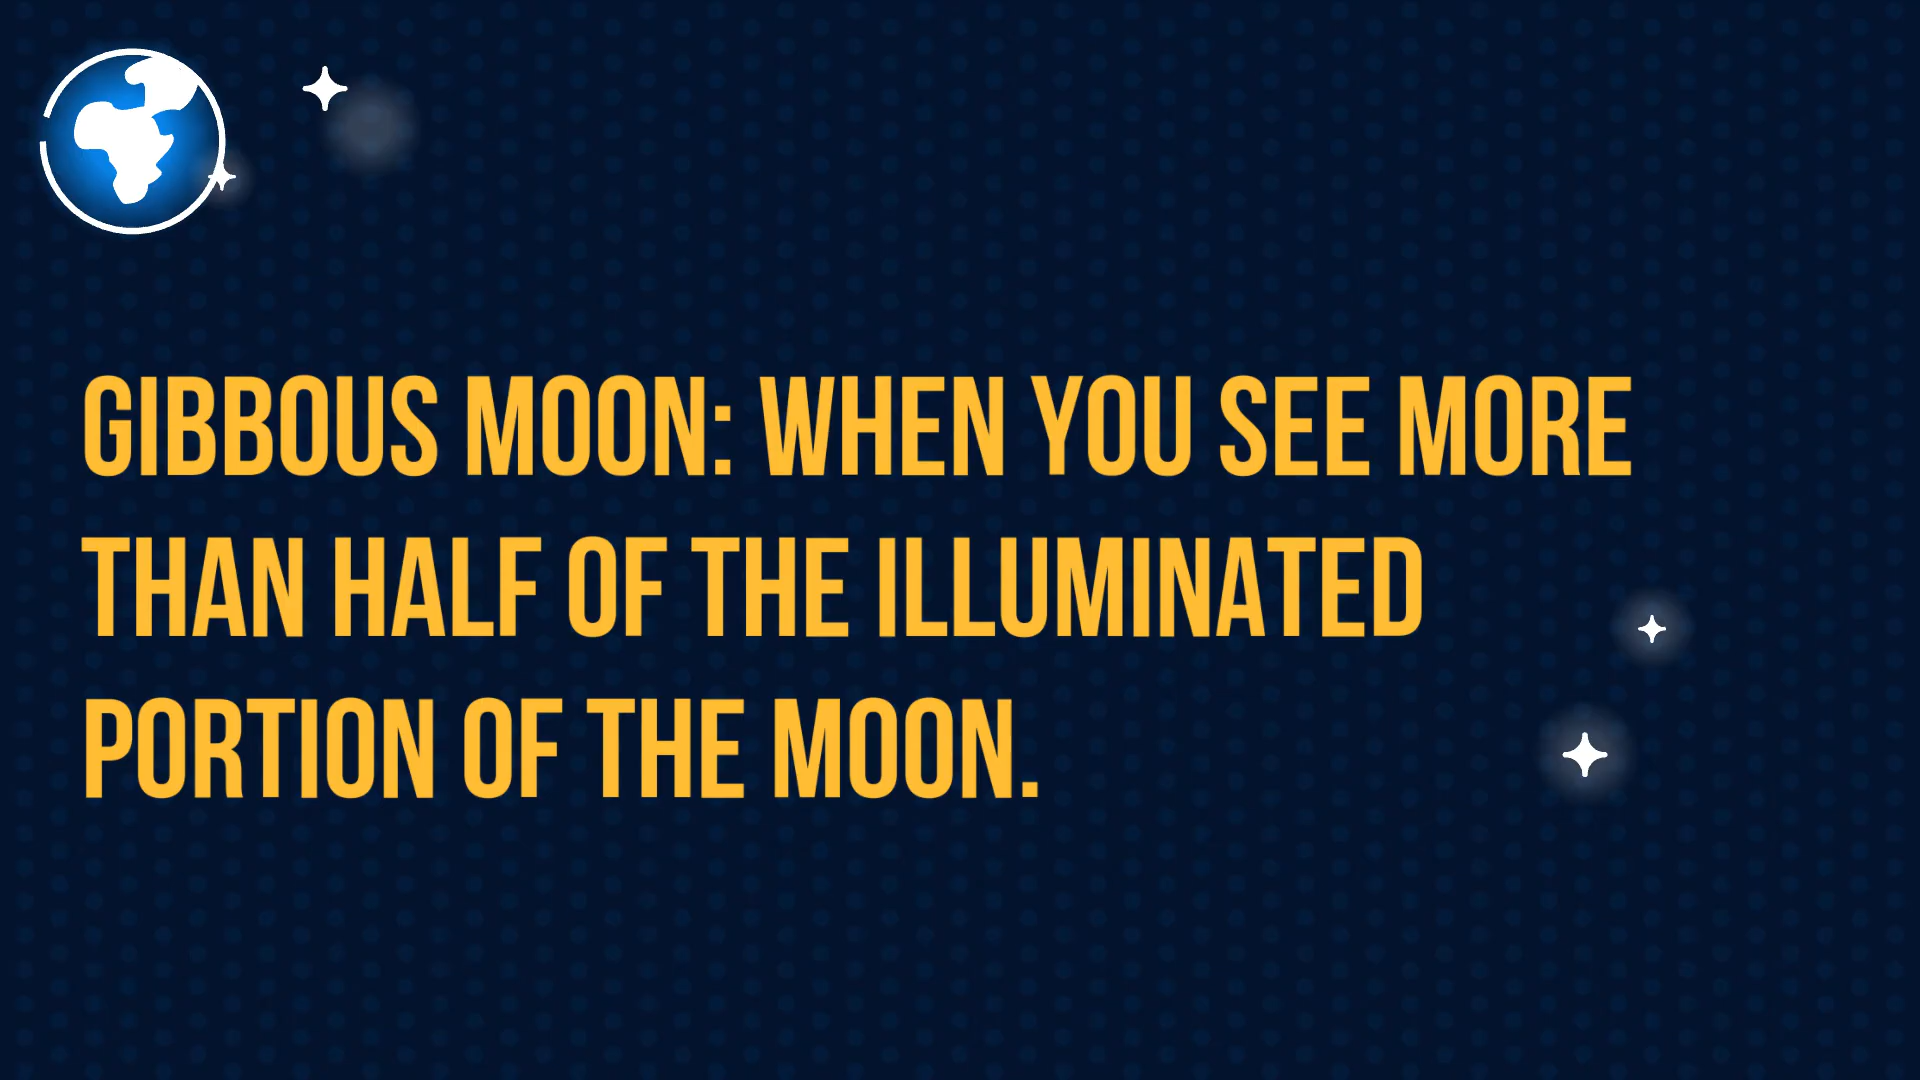 GIBBOUS MOON: WHEN YOU SEE MORE
THAN HALF OF THE ILLUMINATED
PORTION OF THE MOON.